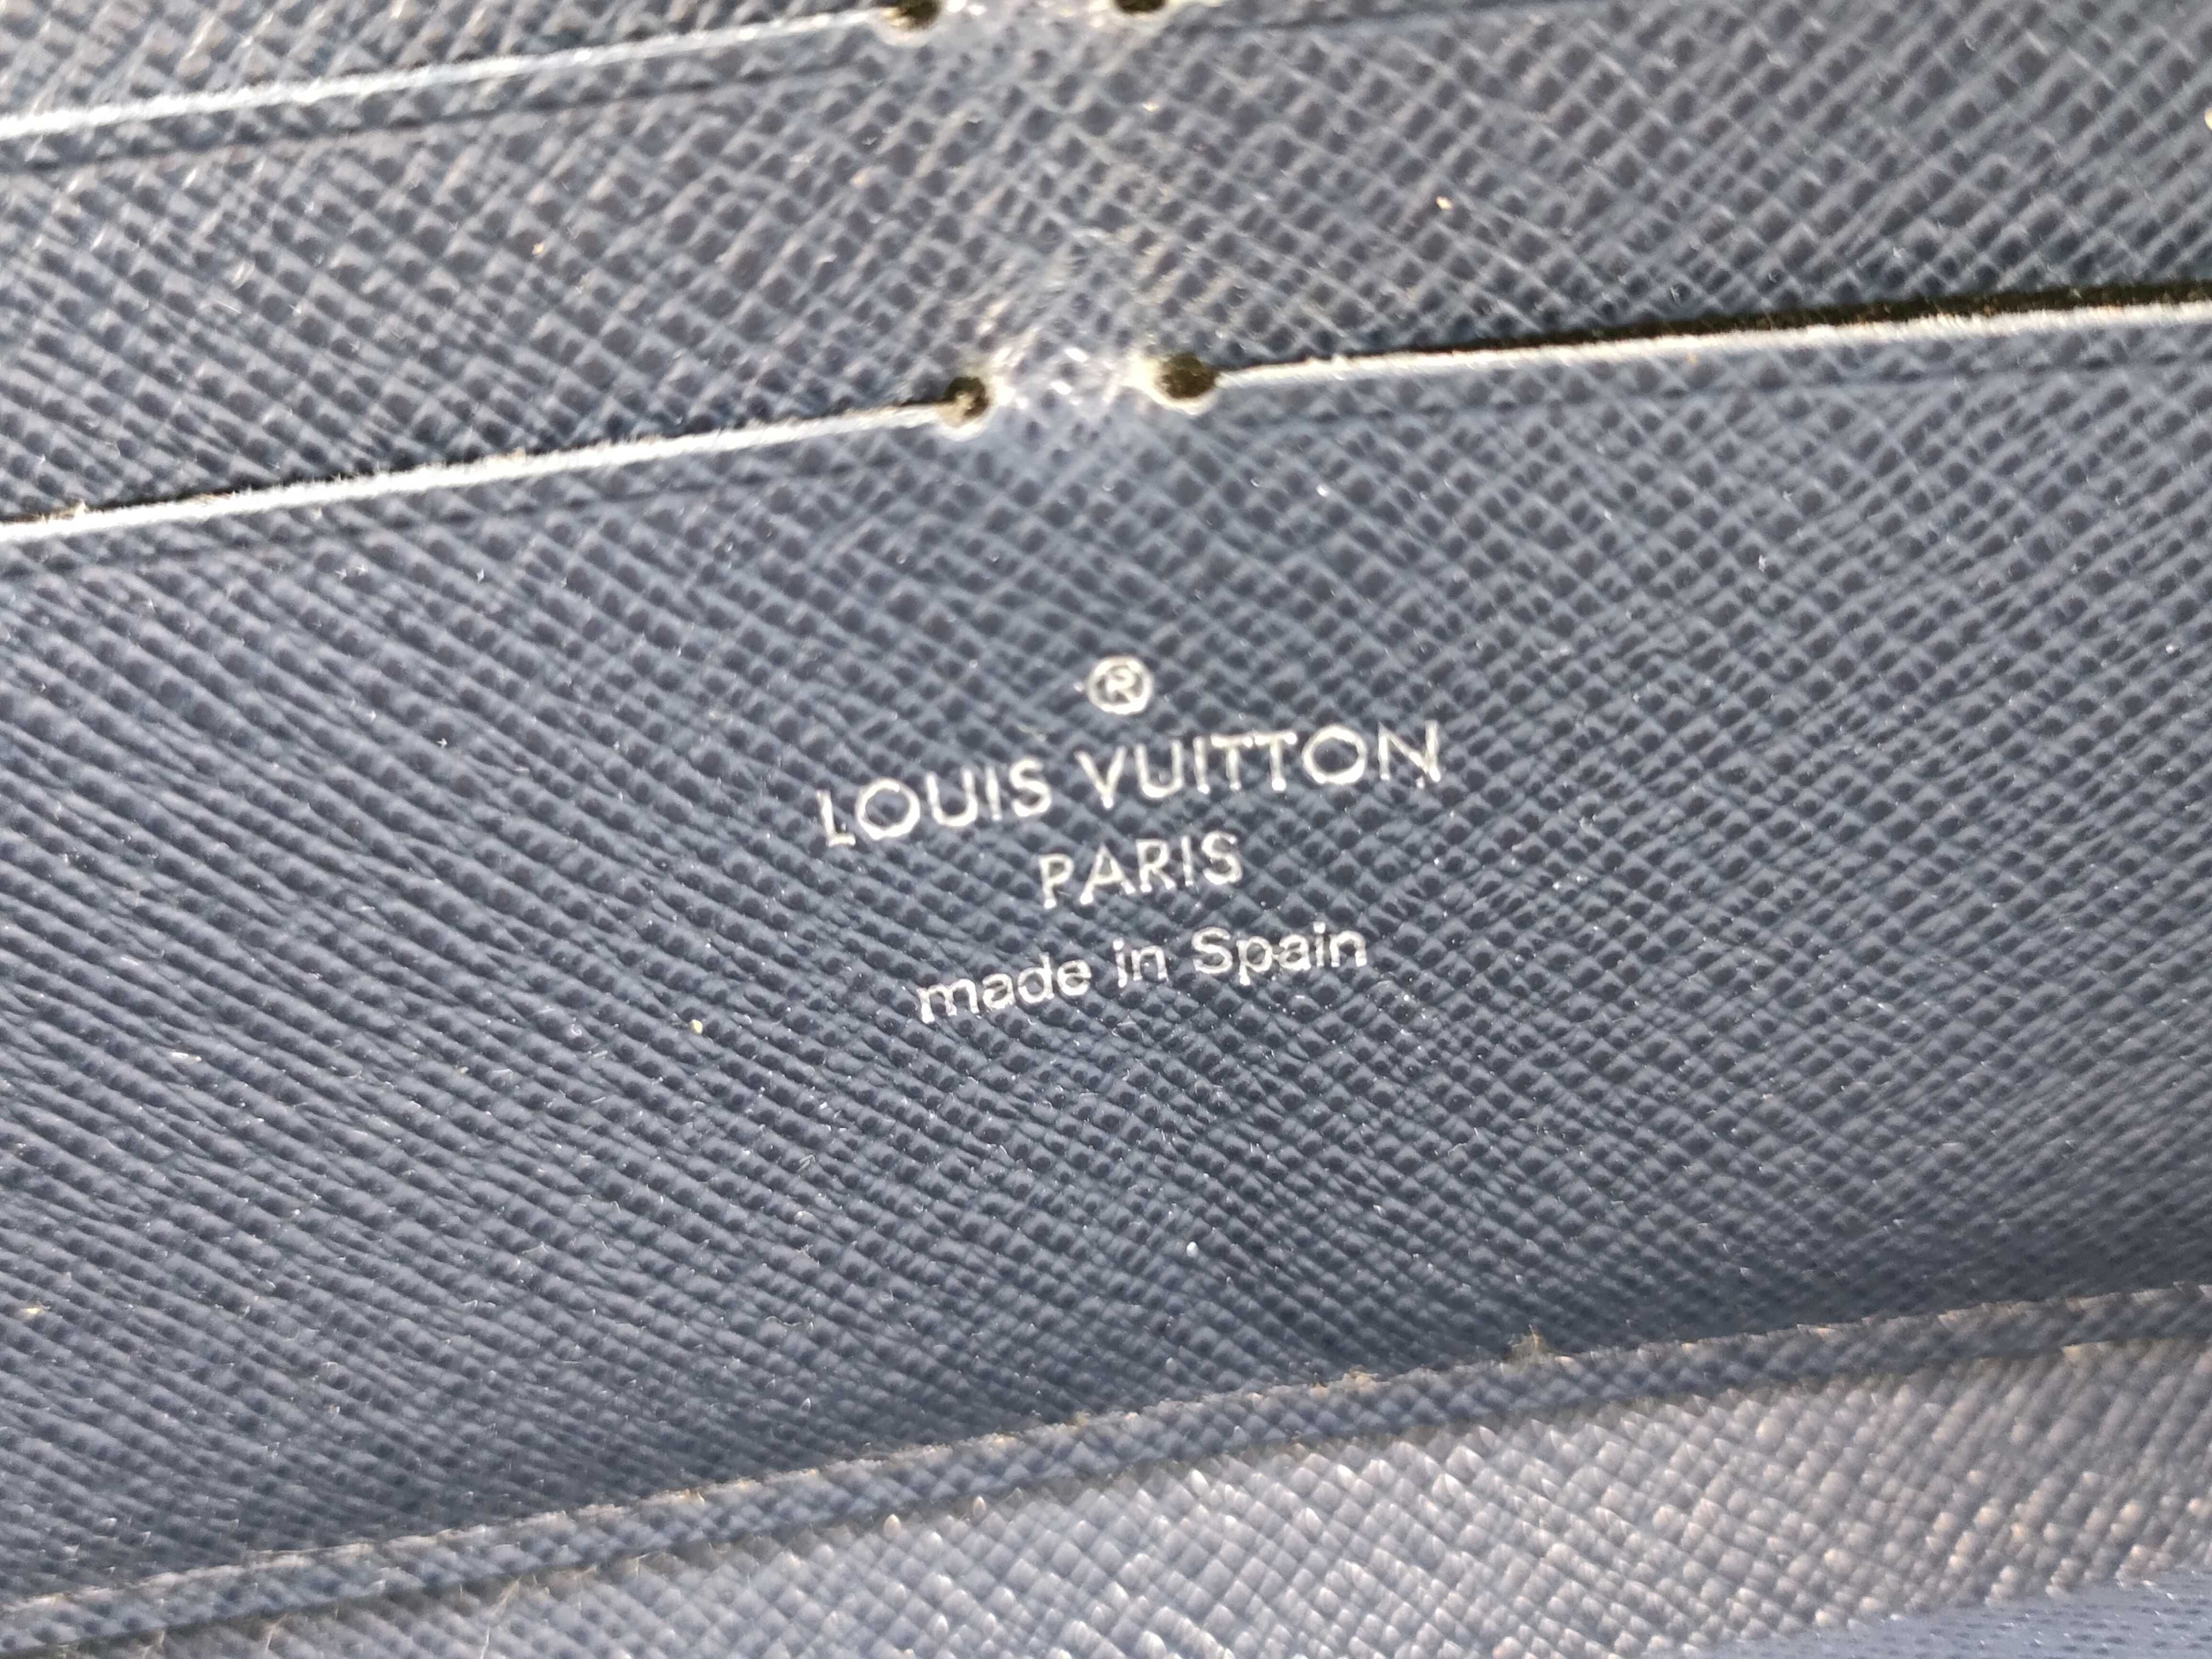 ®
LOUIS VUITTON
PARIS
made in Spain